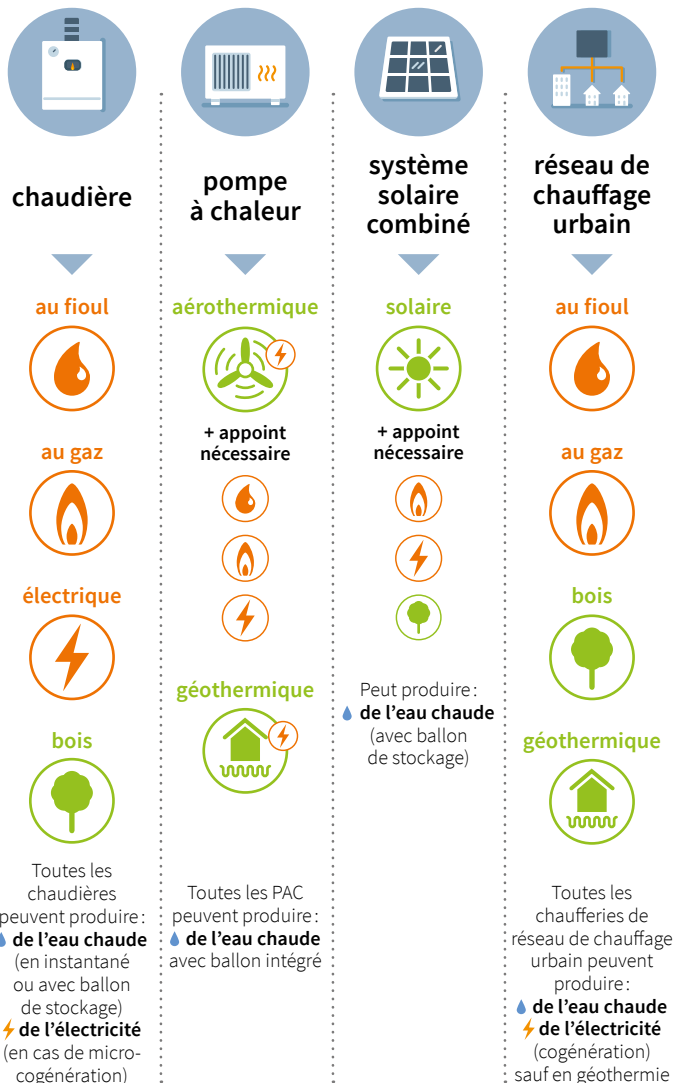 chaudière
au fioul
au gaz
électrique
bois
Toutes les
chaudières
peuvent produire :
de l'eau chaude
(en instantané
ou avec ballon
de stockage)
de l'électricité
(en cas de micro-
cogénération)
pompe
à chaleur
aérothermique
+ appoint
nécessaire
géothermique
Toutes les PAC
peuvent produire :
de l'eau chaude
avec ballon intégré
système
solaire
combiné
solaire
+ appoint
nécessaire
Peut produire :
de l'eau chaude
(avec ballon
de stockage)
réseau de
chauffage
urbain
au fioul
au gaz
bois
géothermique
Toutes les
chaufferies de
réseau de chauffage
urbain peuvent
produire :
de l'eau chaude
de l'électricité
(cogénération)
sauf en géothermie